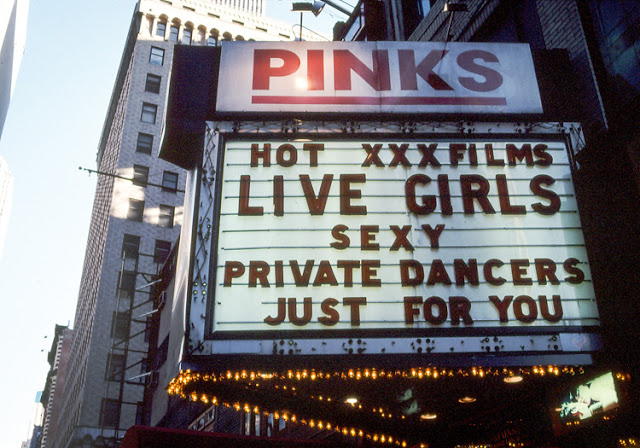 PINKS
HOT XXX FILMS
LIVE GIRLS
SEXY
PRIVATE DANCERS
JUST FOR YOU